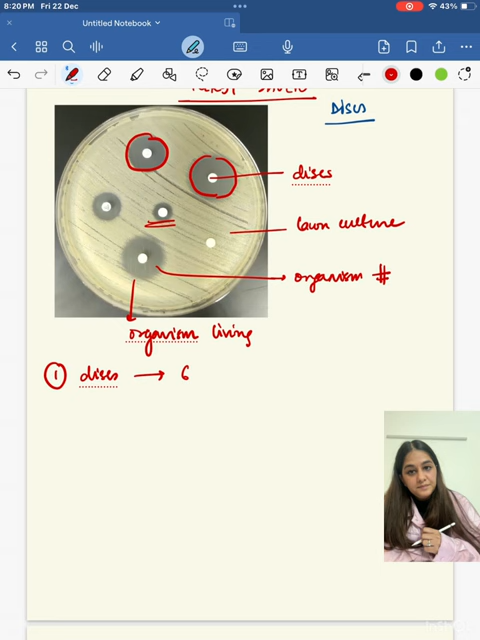 8:20 PM Fri 22 Dec
43%
Untitled Notebook
DISCS
discs
lawn culture
organism #
organism living
① discs → 6